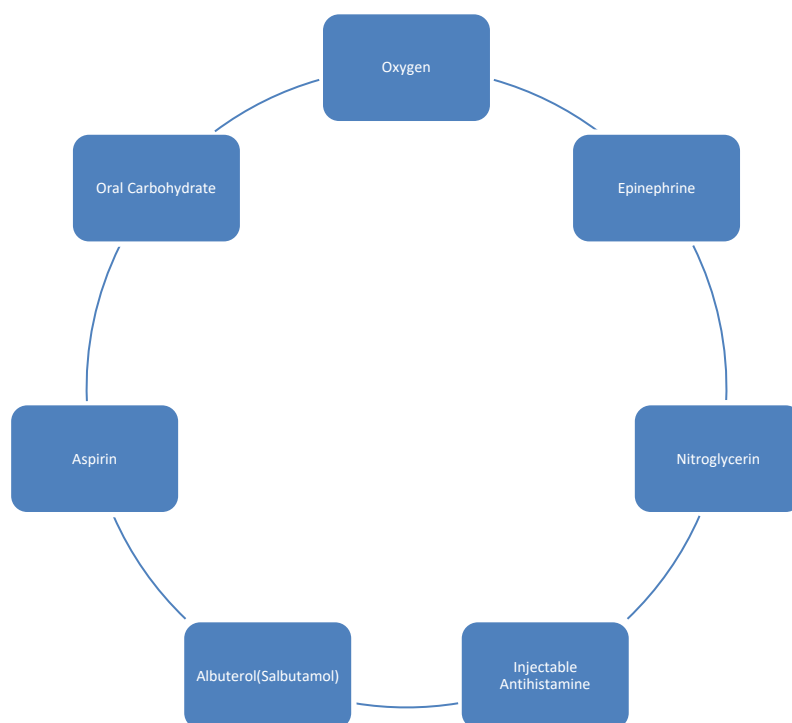 Oxygen
Oral Carbohydrate
Epinephrine
Aspirin
Nitroglycerin
Albuterol(Salbutamol)
Injectable
Antihistamine